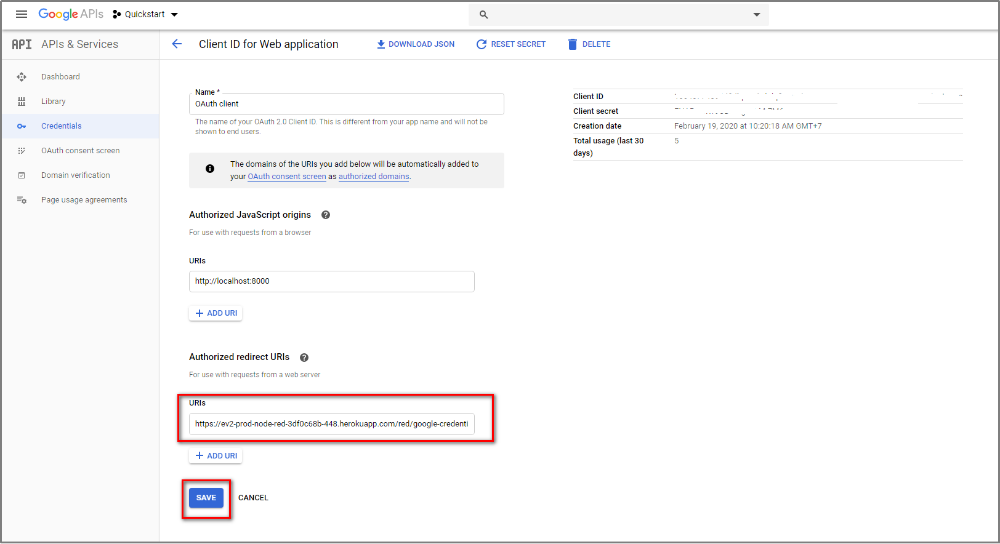 Google APIs
Quickstart
API APIs & Services
Client ID for Web application
DOWNLOAD JSON
RESET SECRET
DELETE
Dashboard
Library
Credentials
OAuth consent screen
Domain verification
Page usage agreements
Name *
OAuth client
The name of your OAuth 2.0 Client ID. This is different from your app name and will not be
shown to end users.
The domains of the URIs you add below will be automatically added to
your OAuth consent screen as authorized domains.
Authorized JavaScript origins
For use with requests from a browser
URIs
http://localhost:8000
ADD URI
Authorized redirect URIs
For use with requests from a web server
URIs
https://ev2-prod-node-red-3df0c68b-448.herokuapp.com/red/google-credenti
ADD URI
SAVE
CANCEL
Client ID
Client secret
Creation date February 19, 2020 at 10:20:18 AM GMT+7
Total usage (last 30 5
days)